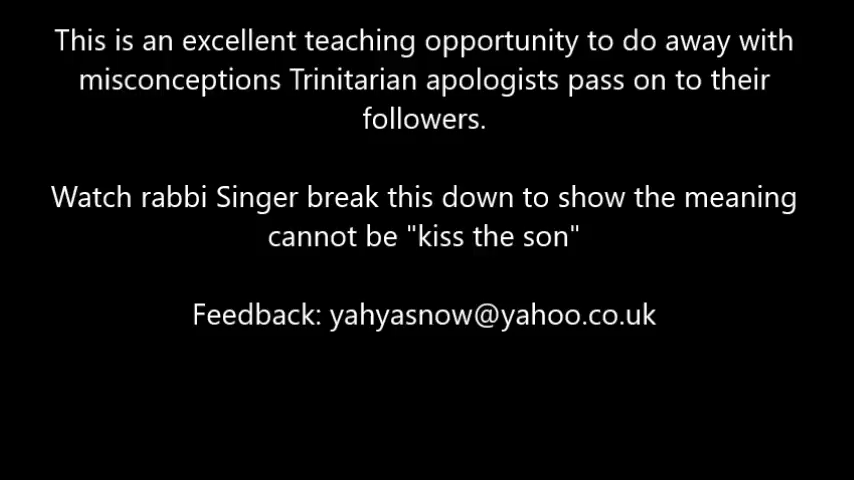 This is an excellent teaching opportunity to do away with
misconceptions Trinitarian apologists pass on to their
followers.
Watch rabbi Singer break this down to show the meaning
cannot be "kiss the son"
Feedback: yahyasnow@yahoo.co.uk